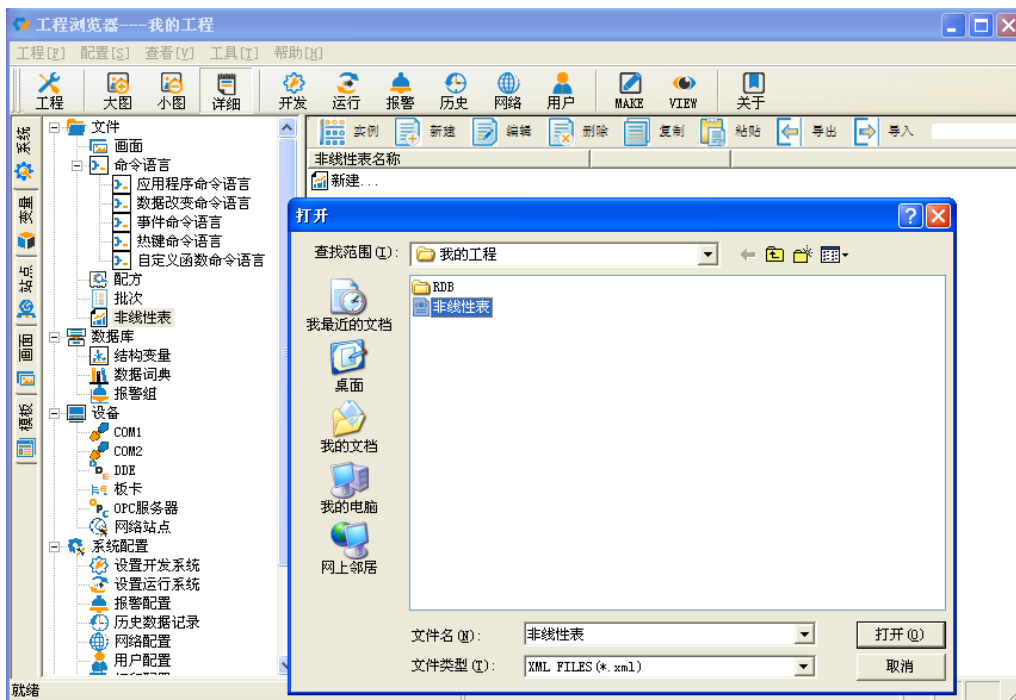 工程浏览器---我的工程
工程[F] 配置[S] 查看[V] 工具[T] 帮助[H]
工程 大图 小图 详细 开发 运行 报警 历史 网络 用户 MAKE VIEW 关于
实例 新建 编辑 删除 复制 粘贴 导出 导入
系统
变量
站点
画面
模板
文件
画面
命令语言
应用程序命令语言
数据改变命令语言
事件命令语言
热键命令语言
自定义函数命令语言
配方
批次
非线性表
数据库
结构变量
数据词典
报警组
设备
COM1
COM2
DDE
板卡
OPC服务器
网络站点
系统配置
设置开发系统
设置运行系统
报警配置
历史数据记录
网络配置
用户配置
非线性表名称
新建...
打开
查找范围(I): 我的工程
我最近的文档
桌面
我的文档
我的电脑
网上邻居
RDB
非线性表
文件名(N): 非线性表 打开(O)
文件类型(T): XML FILES(*.xml) 取消
就绪